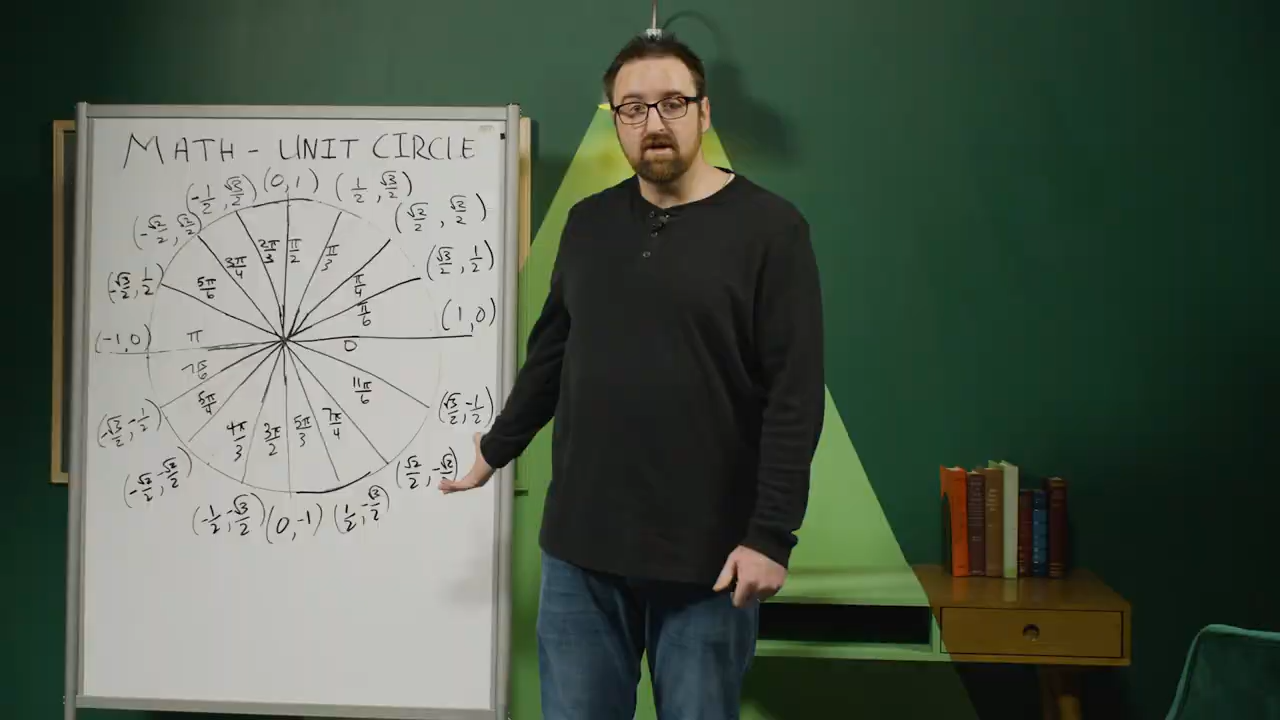 MATH - UNIT CIRCLE
(0,1)
(-1/2, √3/2)
(1/2, √3/2)
(-√2/2, √2/2)
(√2/2, √2/2)
(-√3/2, 1/2)
(√3/2, 1/2)
(-1,0)
(1,0)
2π/3
π/2
π/3
3π/4
π/4
5π/6
π/6
π
0
7π/6
11π/6
5π/4
7π/4
4π/3
3π/2
5π/3
(-√3/2, -1/2)
(√3/2, -1/2)
(-√2/2, -√2/2)
(√2/2, -√2/2)
(-1/2, -√3/2)
(0,-1)
(1/2, -√3/2)